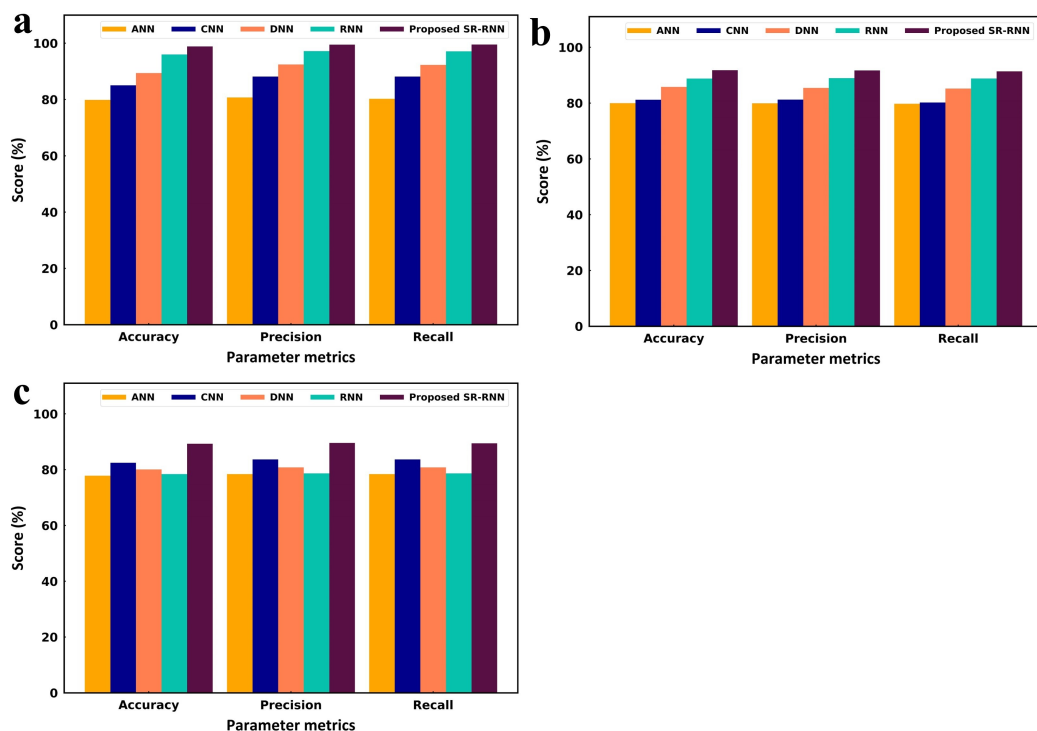 a
ANN CNN DNN RNN Proposed SR-RNN
100
80
60
40
20
0
Score (%)
Accuracy Precision Recall
Parameter metrics
b
ANN CNN DNN RNN Proposed SR-RNN
100
80
60
40
20
0
Score (%)
Accuracy Precision Recall
Parameter metrics
c
ANN CNN DNN RNN Proposed SR-RNN
100
80
60
40
20
0
Score (%)
Accuracy Precision Recall
Parameter metrics